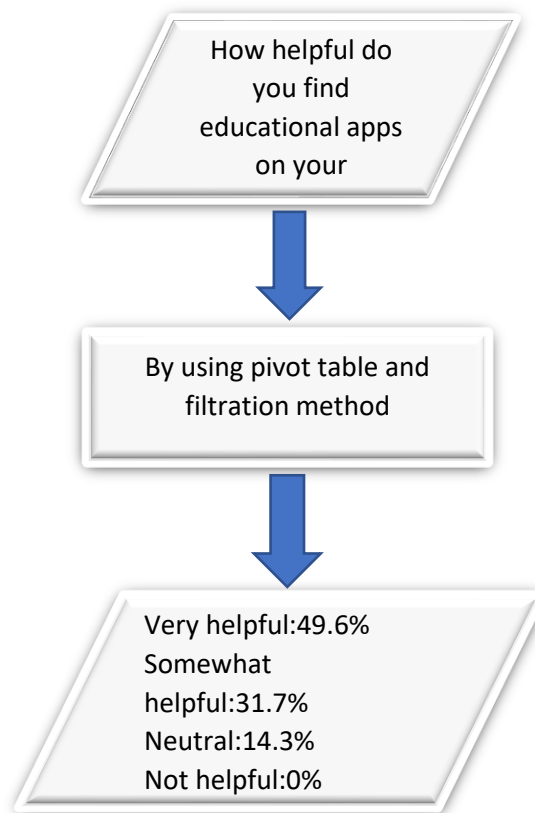 How helpful do
you find
educational apps
on your
By using pivot table and
filtration method
Very helpful:49.6%
Somewhat
helpful:31.7%
Neutral:14.3%
Not helpful:0%